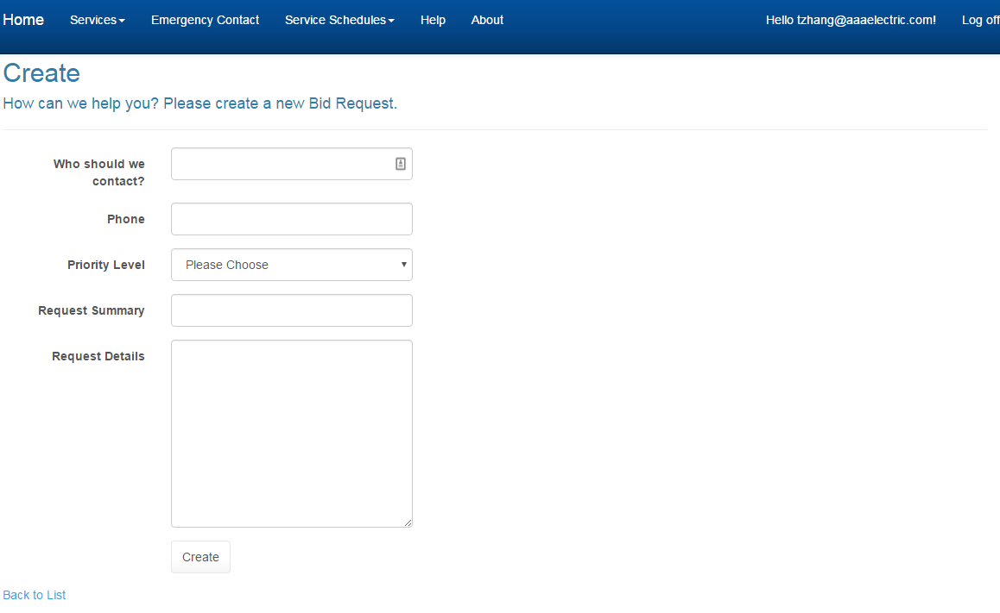 Home Services Emergency Contact Service Schedules Help About Hello tzhang@aaaelectric.com! Log off
Create
How can we help you? Please create a new Bid Request.
Who should we
contact?
Phone
Priority Level
Please Choose
Request Summary
Request Details
Create
Back to List